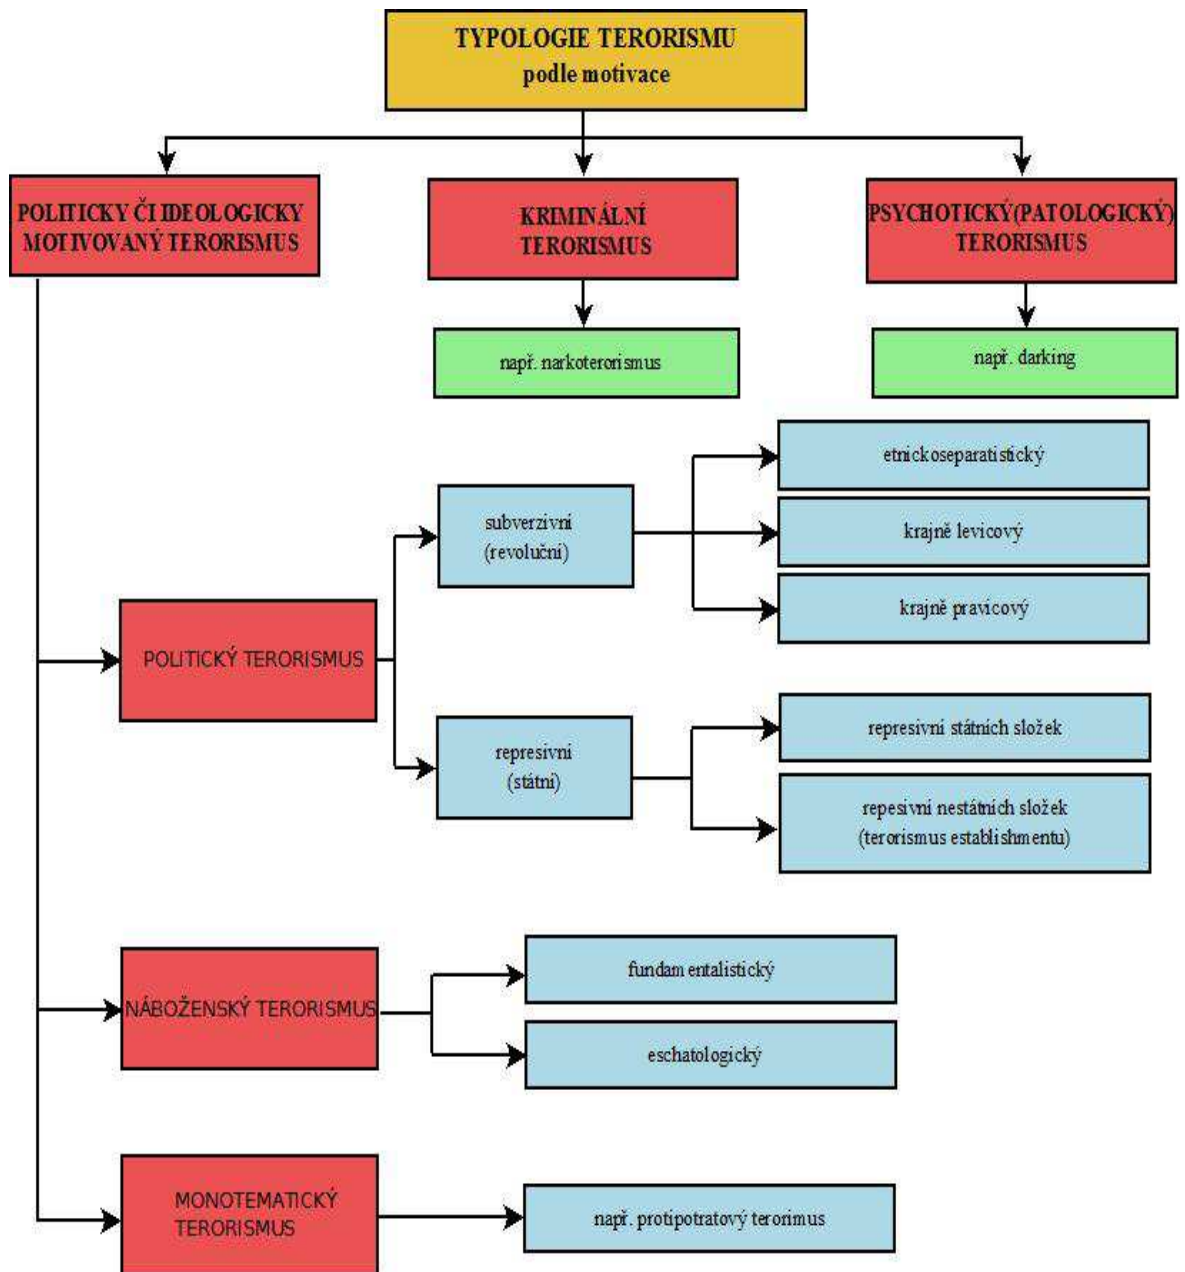 TYPOLOGIE TERORISMU
podle motivace
POLITICKY ČI IDEOLOGICKY
MOTIVOVANÝ TERORISMUS
KRIMINÁLNÍ
TERORISMUS
PSYCHOTICKÝ(PATOLOGICKÝ)
TERORISMUS
např. narkoterorismus
např. darking
etnickoseparatistický
subverzívní
(revoluční)
krajně levicový
krajně pravicový
POLITICKÝ TERORISMUS
represivní
(státní)
represivní státních složek
repesivní nestátních složek
(terorismus establishmentu)
NÁBOŽENSKÝ TERORISMUS
fundamentalistický
eschatologický
MONOTEMATICKÝ
TERORISMUS
např. protipotratový terorimus